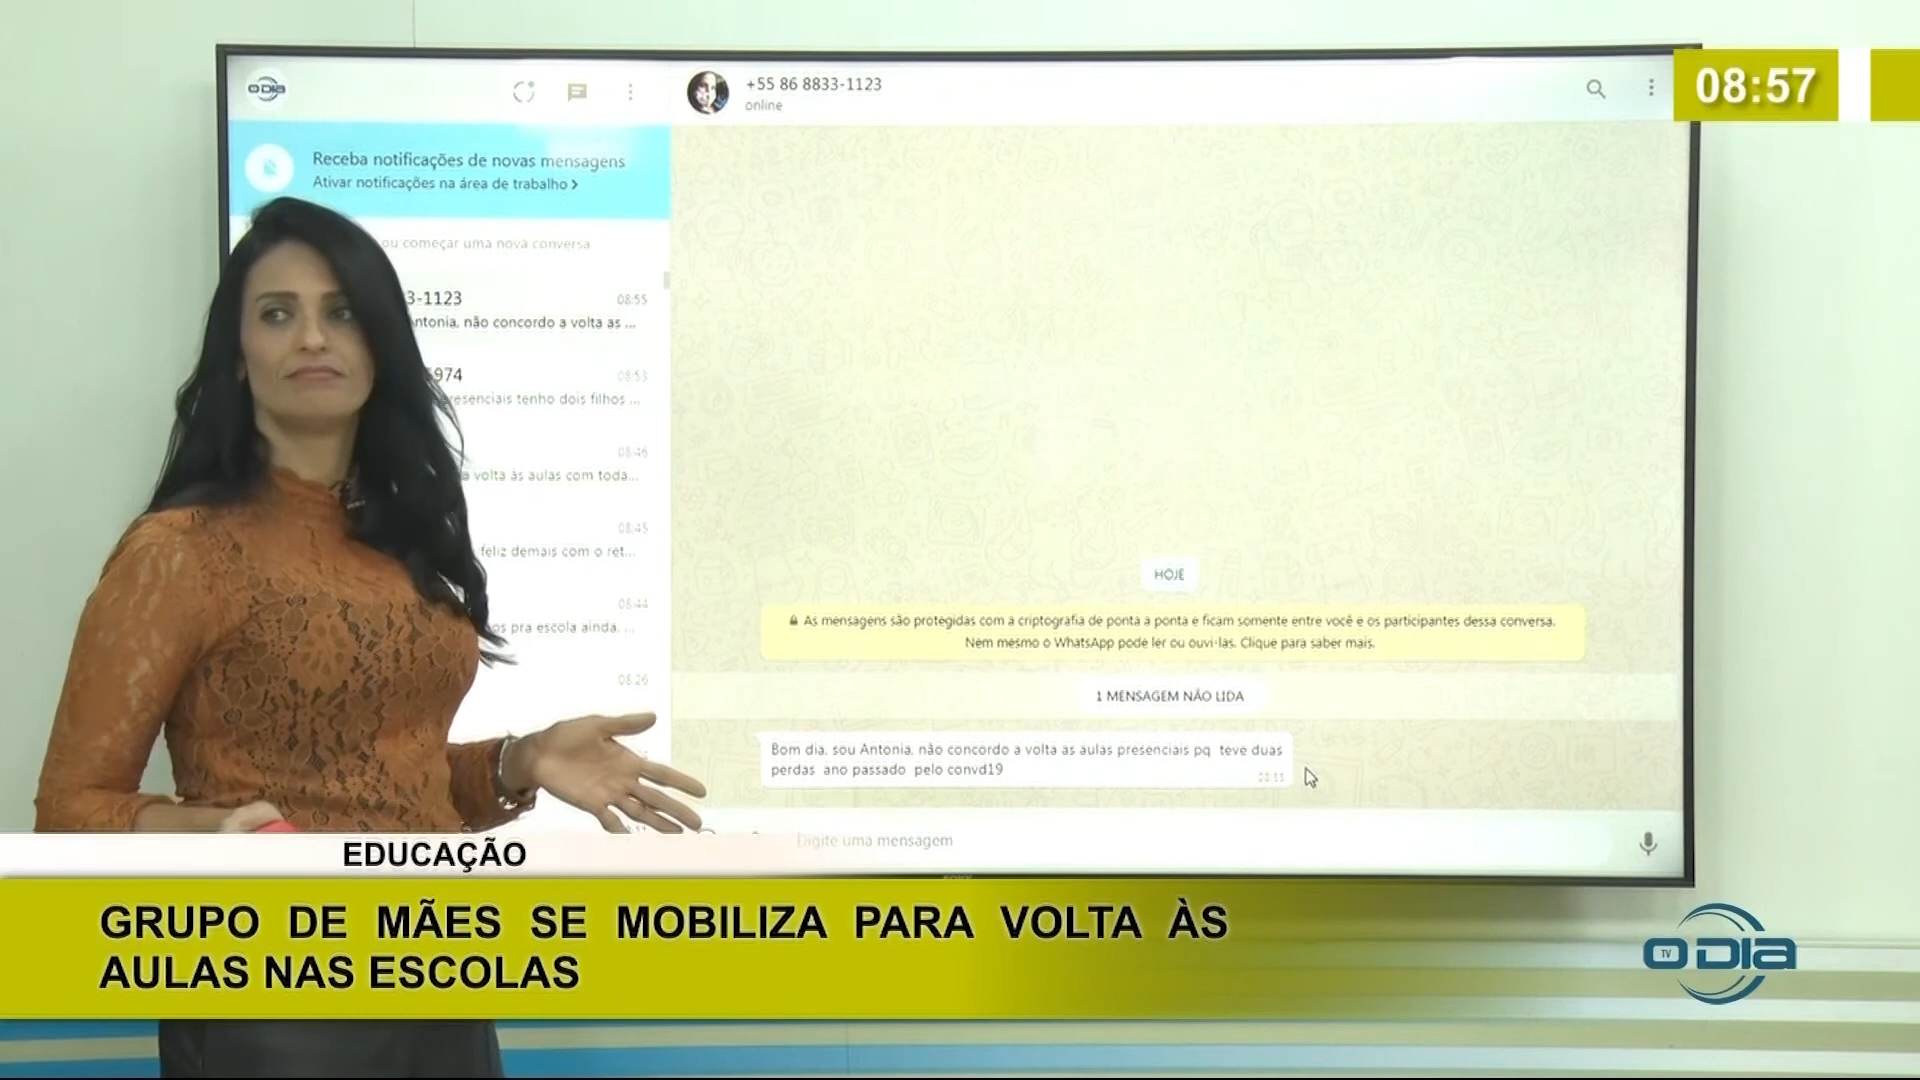 08:57
O DIA
+55 86 8833-1123
online
Receba notificações de novas mensagens
Ativar notificações na área de trabalho
ou começar uma nova conversa
3-1123 08:55
ntonia, não concordo a volta as ...
974 08:53
resenciais tenho dois filhos ...
08:46
a volta às aulas com toda...
08:45
feliz demais com o ret...
08:44
os pra escola ainda. ...
08:26
HOJE
As mensagens são protegidas com a criptografia de ponta a ponta e ficam somente entre você e os participantes dessa conversa.
Nem mesmo o WhatsApp pode ler ou ouvi-las. Clique para saber mais.
1 MENSAGEM NÃO LIDA
Bom dia, sou Antonia, não concordo a volta as aulas presenciais pq teve duas
perdas ano passado pelo convd19
08:55
Digite uma mensagem
EDUCAÇÃO
GRUPO DE MÃES SE MOBILIZA PARA VOLTA ÀS
AULAS NAS ESCOLAS
TV O DIA